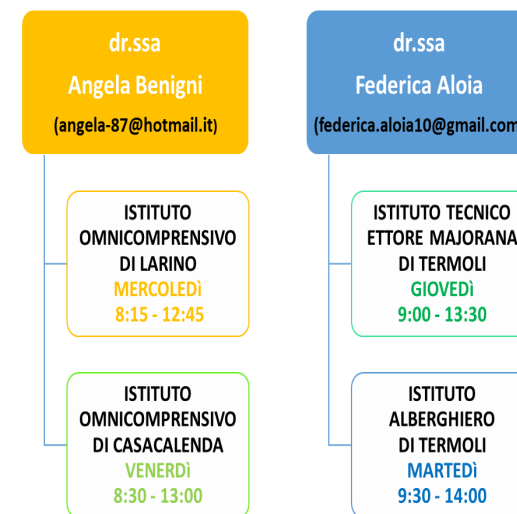 dr.ssa
Angela Benigni
(angela-87@hotmail.it)
ISTITUTO
OMNICOMPRENSIVO
DI LARINO
MERCOLEDì
8:15 - 12:45
ISTITUTO
OMNICOMPRENSIVO
DI CASACALENDA
VENERDì
8:30 - 13:00
dr.ssa
Federica Aloia
(federica.aloia10@gmail.com
ISTITUTO TECNICO
ETTORE MAJORANA
DI TERMOLI
GIOVEDì
9:00 - 13:30
ISTITUTO
ALBERGHIERO
DI TERMOLI
MARTEDì
9:30 - 14:00